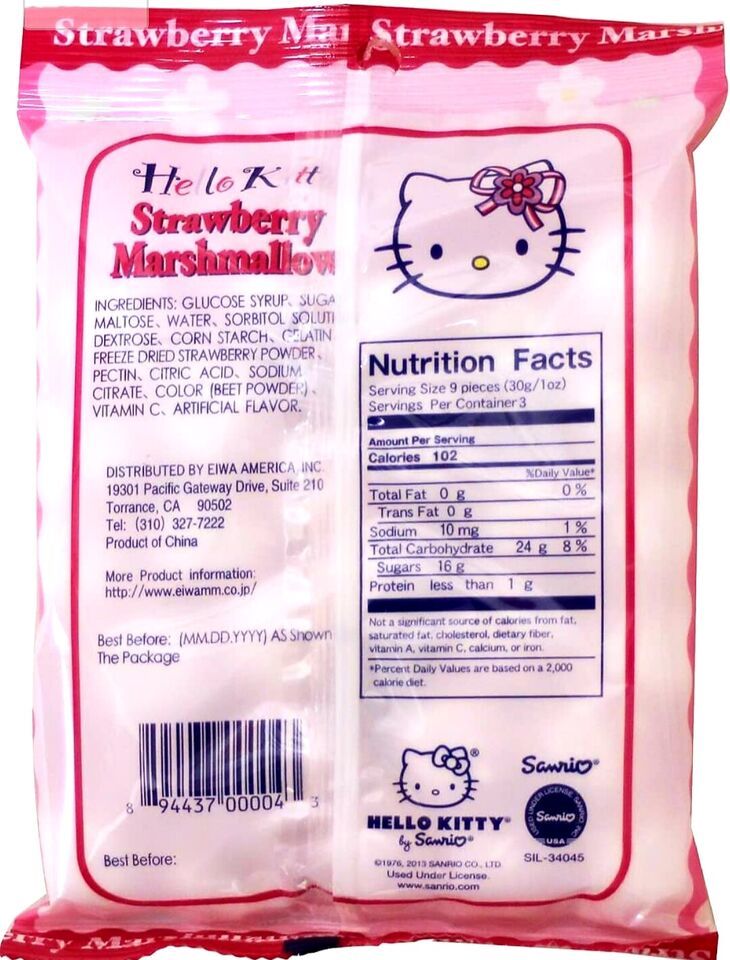 Strawberry Mar Strawberry Marsh
Hello Kitt
Strawberry
Marshmallow
INGREDIENTS: GLUCOSE SYRUP、SUGA
MALTOSE、WATER、SORBITOL SOLUTI
DEXTROSE、CORN STARCH、GELATIN
FREEZE DRIED STRAWBERRY POWDER、
PECTIN、CITRIC ACID、SODIUM
CITRATE、COLOR (BEET POWDER)、
VITAMIN C、ARTIFICIAL FLAVOR.
DISTRIBUTED BY EIWA AMERICA, INC.
19301 Pacific Gateway Drive, Suite 210
Torrance, CA 90502
Tel: (310) 327-7222
Product of China
More Product information:
http://www.eiwamm.co.jp/
Best Before: (MM.DD.YYYY) AS Shown
The Package
8 94437 00004 3
Best Before:
Nutrition Facts
Serving Size 9 pieces (30g/1oz)
Servings Per Container 3
Amount Per Serving
Calories 102
%Daily Value*
Total Fat 0 g 0 %
Trans Fat 0 g
Sodium 10 mg 1 %
Total Carbohydrate 24 g 8 %
Sugars 16 g
Protein less than 1 g
Not a significant source of calories from fat,
saturated fat, cholesterol, dietary fiber,
vitamin A, vitamin C, calcium, or iron.
*Percent Daily Values are based on a 2,000
calorie diet.
HELLO KITTY®
by Sanrio®
©1976, 2013 SANRIO CO., LTD.
Used Under License.
www.sanrio.com
Sanrio®
USED UNDER LICENSE SANRIO, INC.
Sanrio
USA
SIL-34045